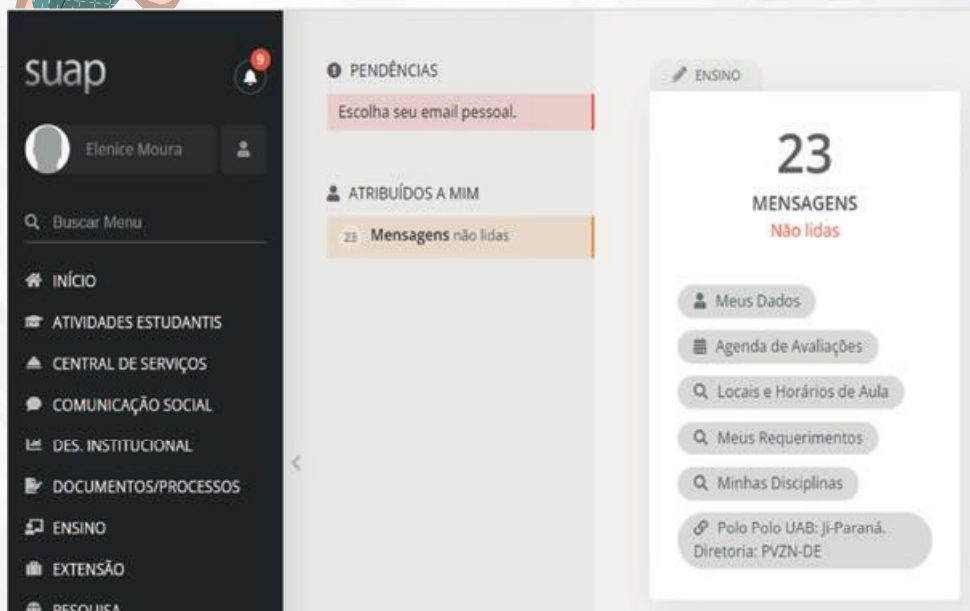 suap
9
Elenice Moura
Buscar Menu
INÍCIO
ATIVIDADES ESTUDANTIS
CENTRAL DE SERVIÇOS
COMUNICAÇÃO SOCIAL
DES. INSTITUCIONAL
DOCUMENTOS/PROCESSOS
ENSINO
EXTENSÃO
PESQUISA
PENDÊNCIAS
Escolha seu email pessoal.
ATRIBUÍDOS A MIM
23 Mensagens não lidas
ENSINO
23
MENSAGENS
Não lidas
Meus Dados
Agenda de Avaliações
Locais e Horários de Aula
Meus Requerimentos
Minhas Disciplinas
Polo Polo UAB: Ji-Paraná.
Diretoria: PVZN-DE